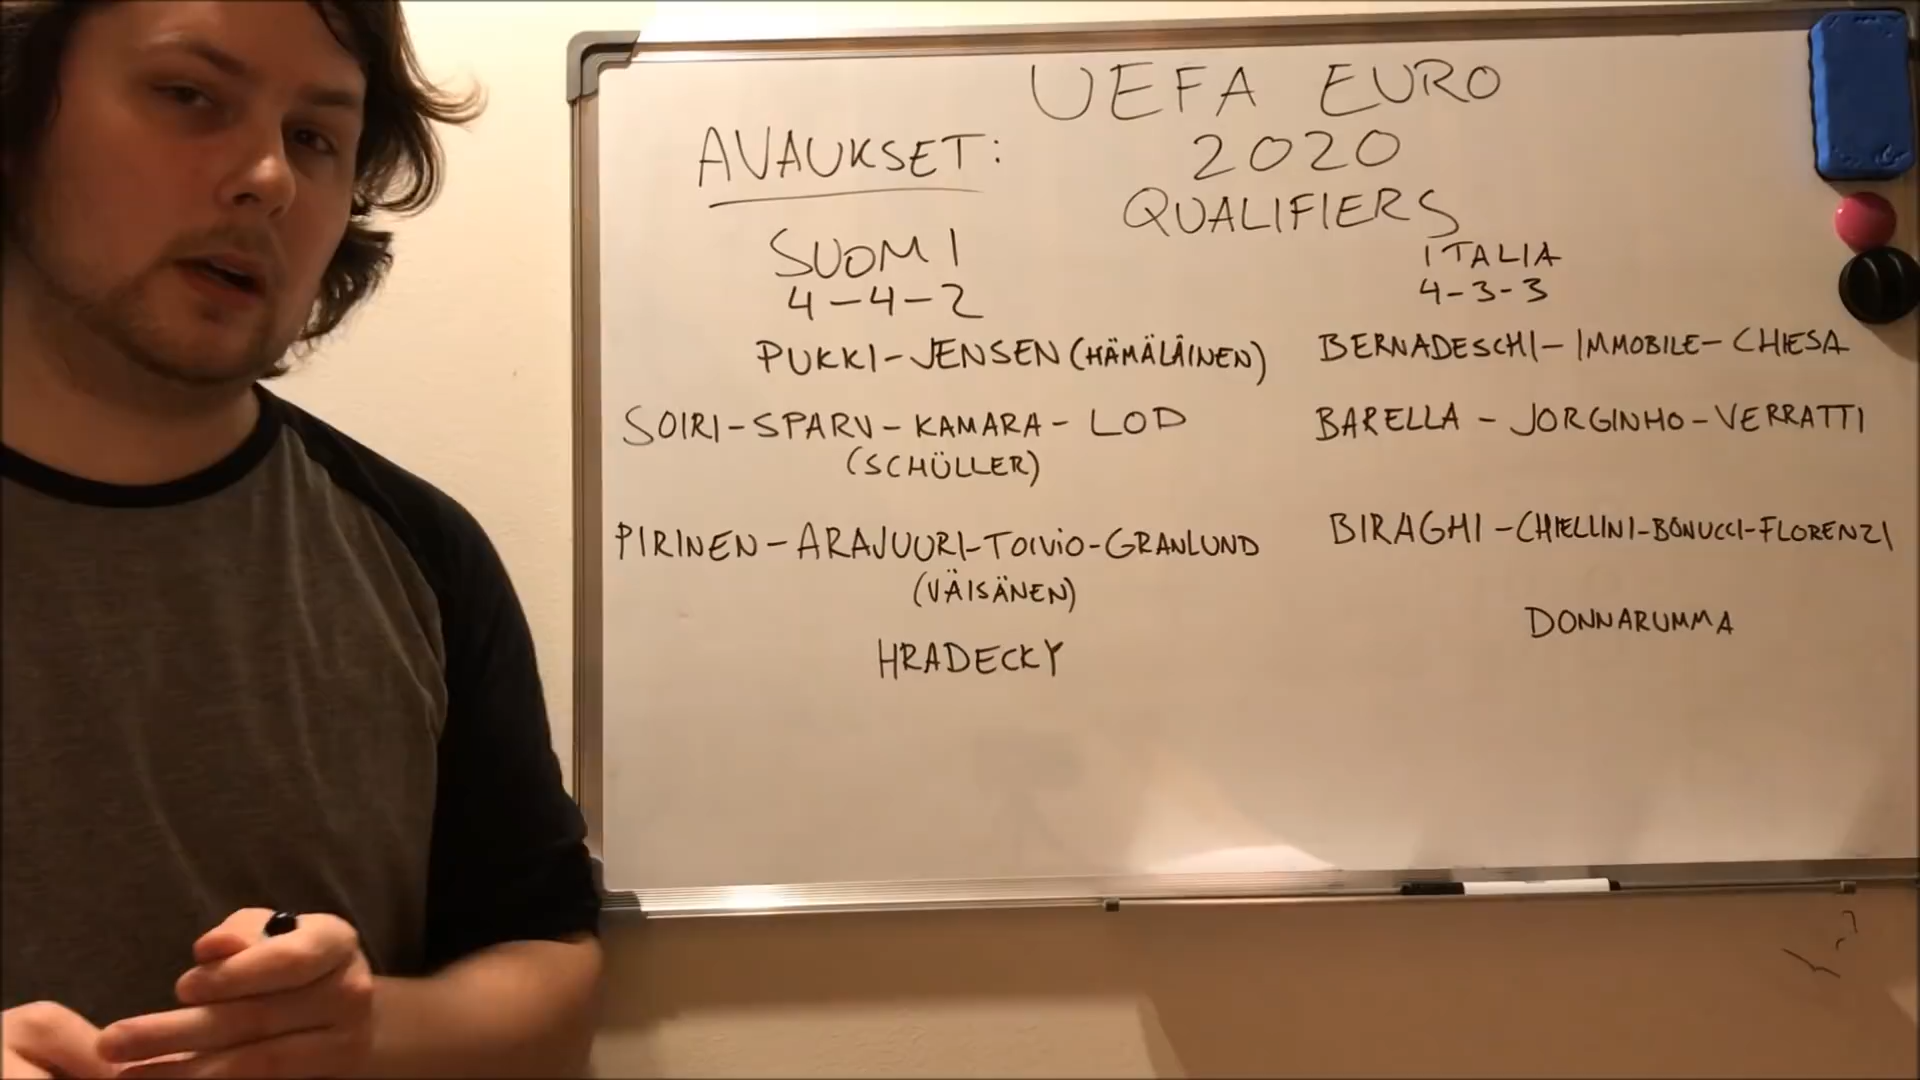 UEFA EURO
2020
QUALIFIERS
AVAUKSET:
SUOMI
4-4-2
PUKKI-JENSEN (HÄMÄLÄINEN)
SOIRI-SPARV-KAMARA-LOD
(SCHÜLLER)
PIRINEN-ARAJUURI-TOIVIO-GRANLUND
(VÄISÄNEN)
HRADECKY
ITALIA
4-3-3
BERNADESCHI-IMMOBILE-CHIESA
BARELLA-JORGINHO-VERRATTI
BIRAGHI-CHIELLINI-BONUCCI-FLORENZI
DONNARUMMA